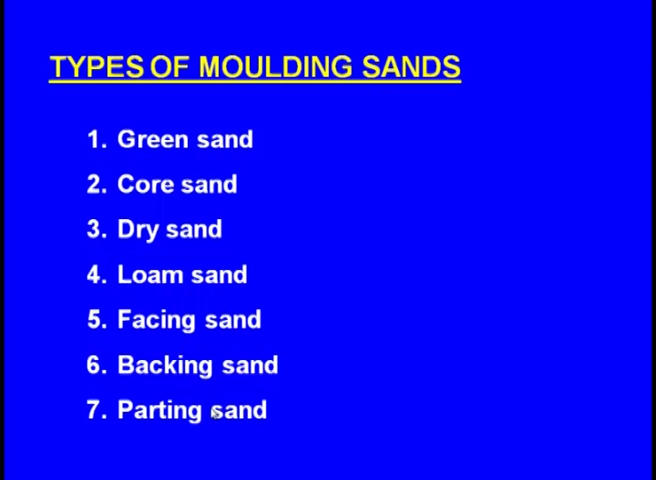 TYPES OF MOULDING SANDS
1. Green sand
2. Core sand
3. Dry sand
4. Loam sand
5. Facing sand
6. Backing sand
7. Parting sand